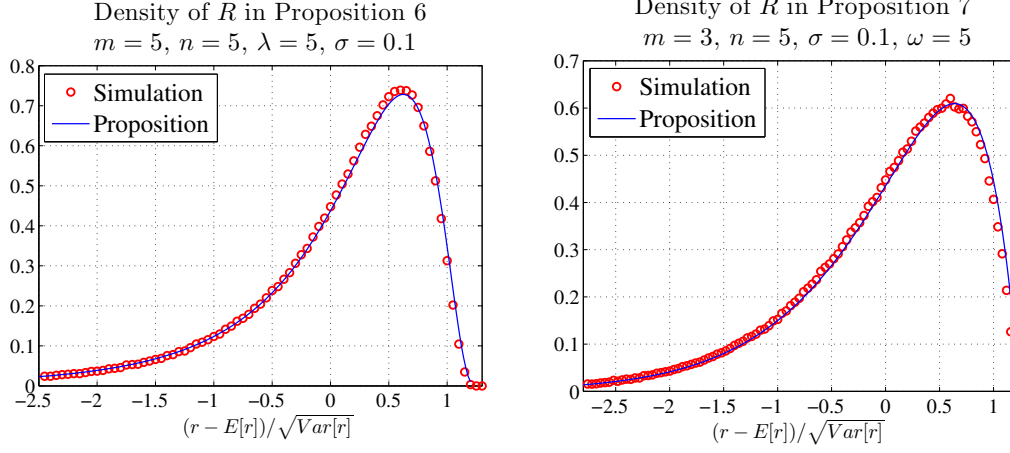 Density of R in Proposition 6
m = 5, n = 5, λ = 5, σ = 0.1
0.8
0.7
0.6
0.5
0.4
0.3
0.2
0.1
0
Simulation
Proposition
−2.5 −2 −1.5 −1 −0.5 0 0.5 1
(r − E[r])/√Var[r]
Density of R in Proposition 7
m = 3, n = 5, σ = 0.1, ω = 5
0.7
0.6
0.5
0.4
0.3
0.2
0.1
0
Simulation
Proposition
−2.5 −2 −1.5 −1 −0.5 0 0.5 1
(r − E[r])/√Var[r]